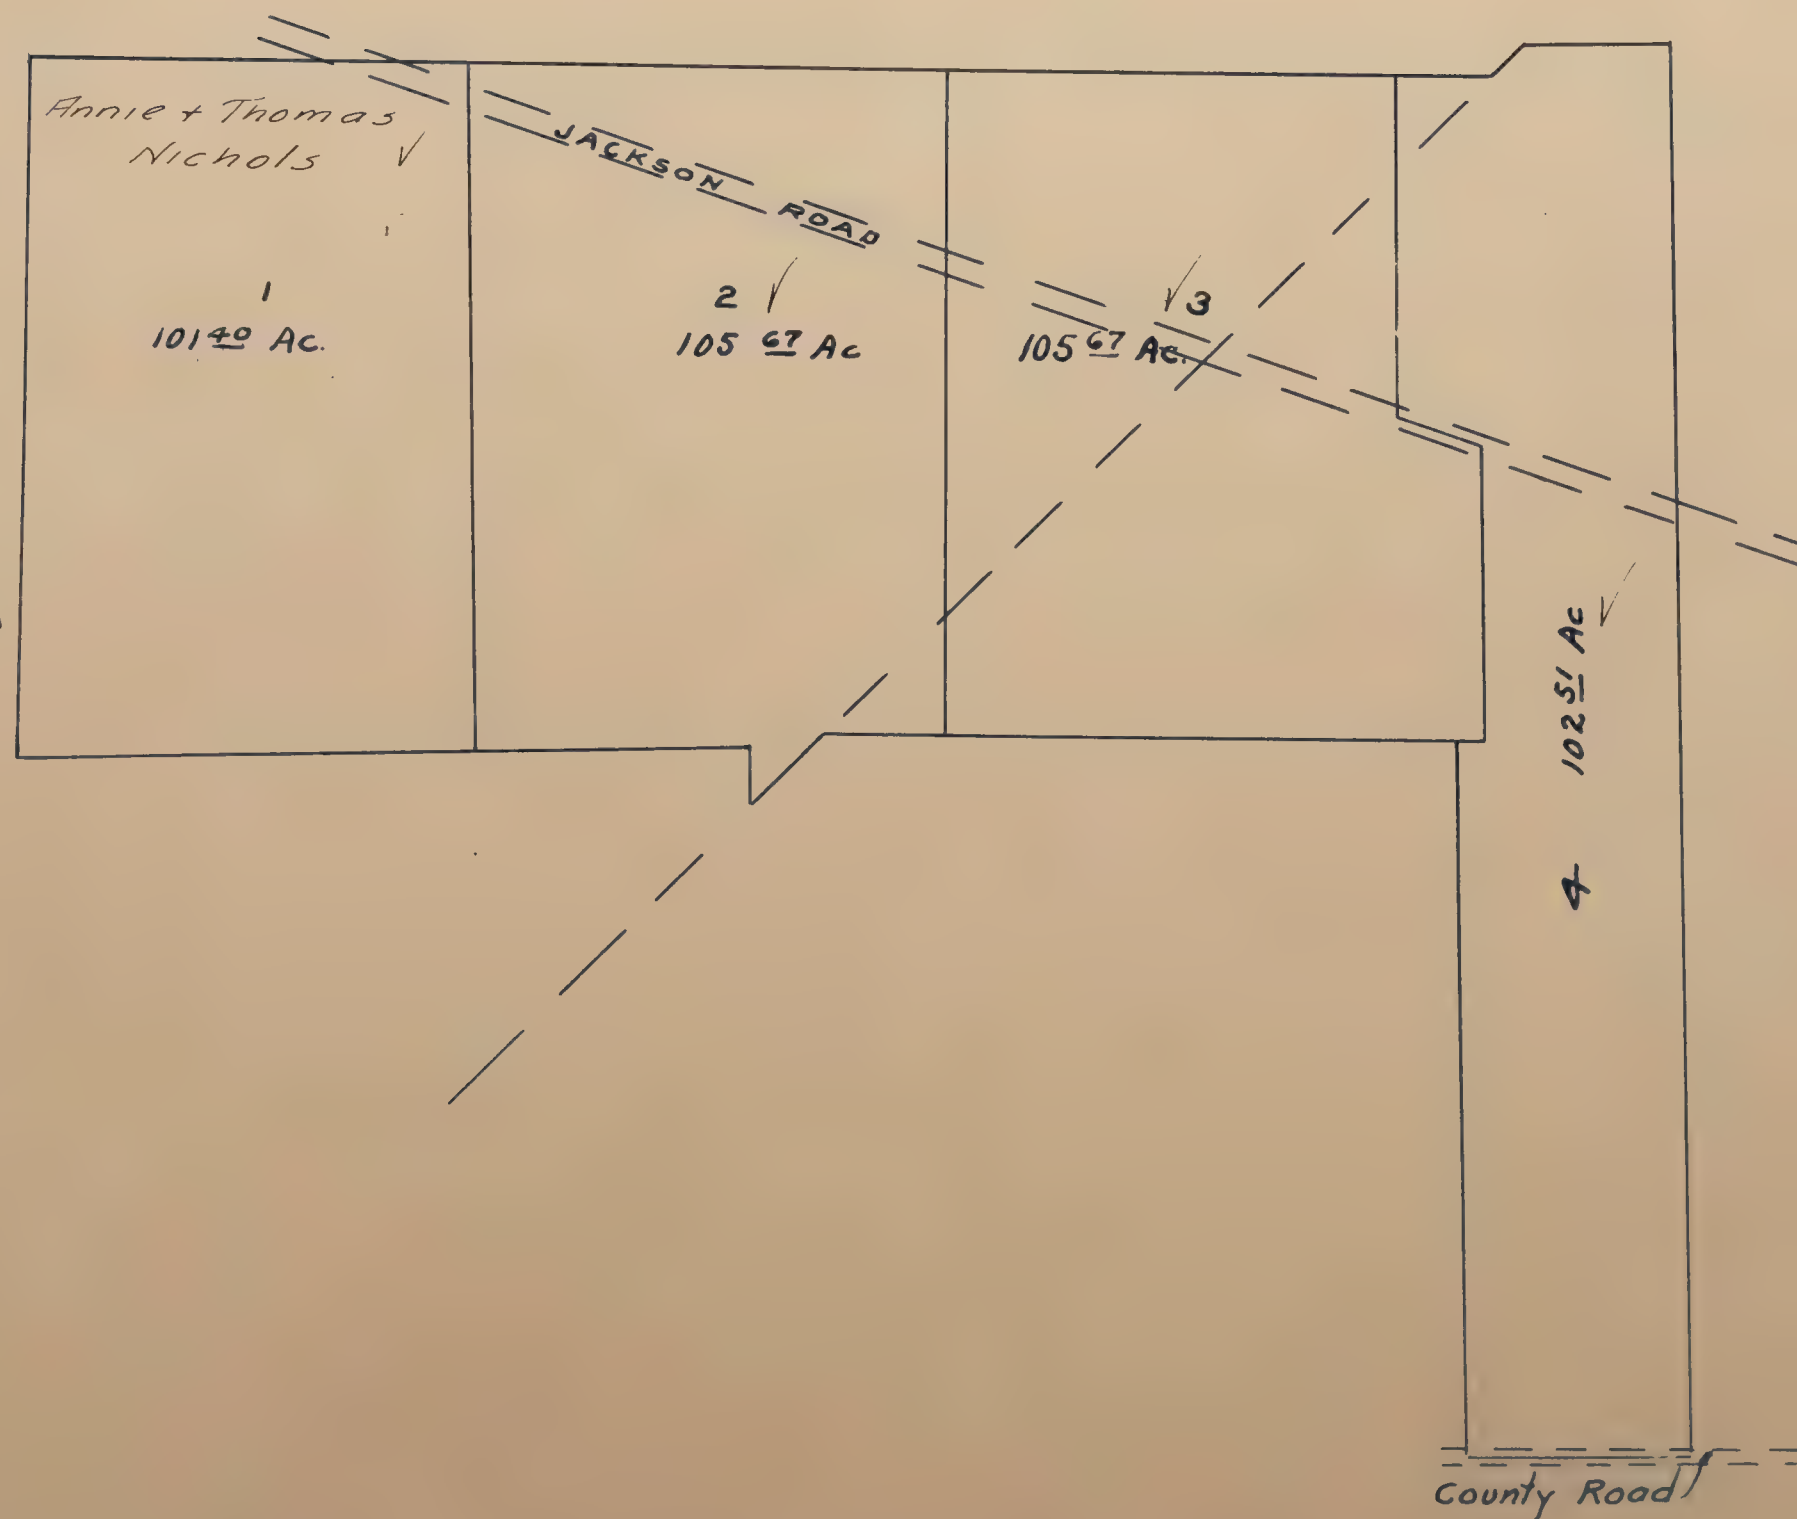 Annie + Thomas
Nichols
JACKSON ROAD
1
101 40 Ac.
2
105 67 Ac
3
105 67 Ac.
4 102 51 Ac
County Road